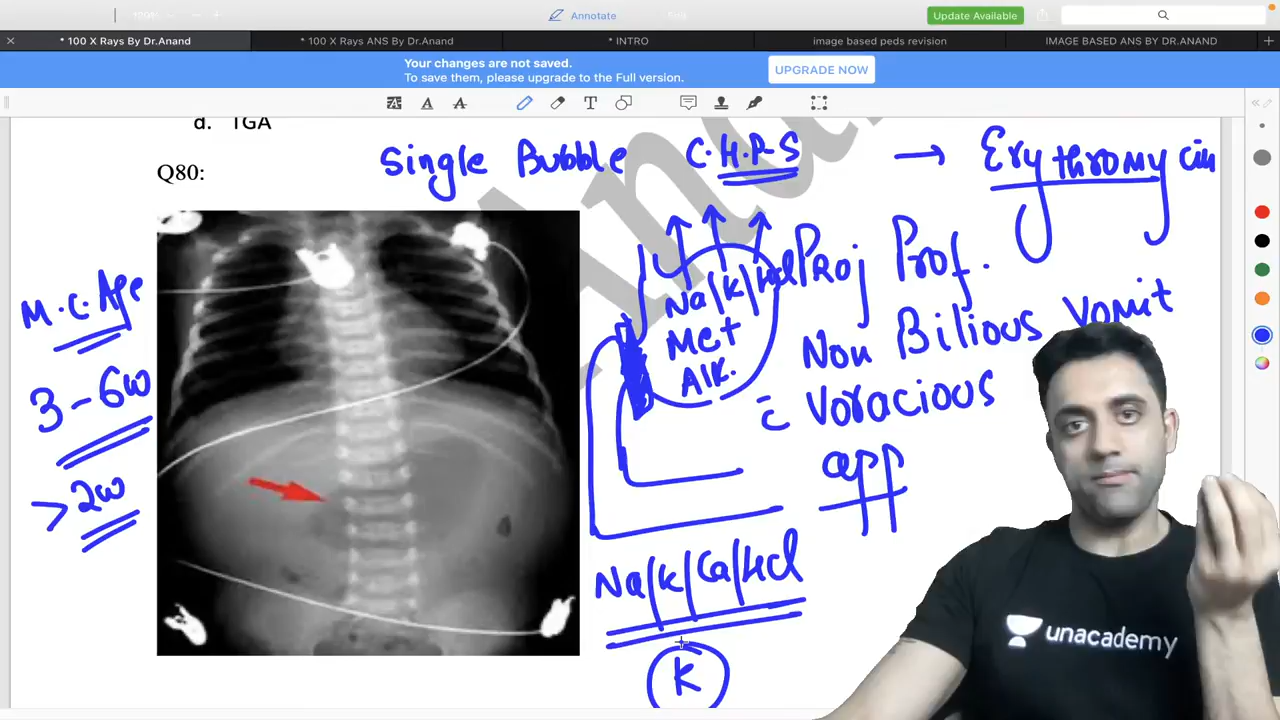 Annotate
Update Available
* 100 X Rays By Dr.Anand
* 100 X Rays ANS By Dr.Anand
* INTRO
image based peds revision
IMAGE BASED ANS BY DR.ANAND
Your changes are not saved.
To save them, please upgrade to the Full version.
UPGRADE NOW
d. TGA
Q80:
Single Bubble C.H.P.S → Erythromycin
M.C. Age
3-6w
>2w
Na/K/Hcl
Met
Alk.
Proj Prof.
Non Bilious Vomit
c̄ Voracious
app
Na/K/Ca/Hcl
K
unacademy